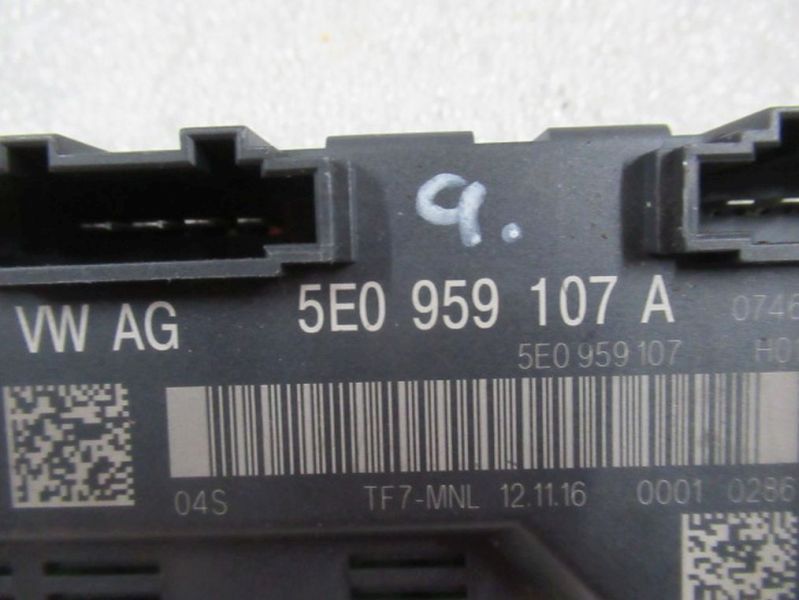 9.
VW AG 5E0 959 107 A 0746
5E0 959 107 H01
04S TF7-MNL 12.11.16 0001 0286